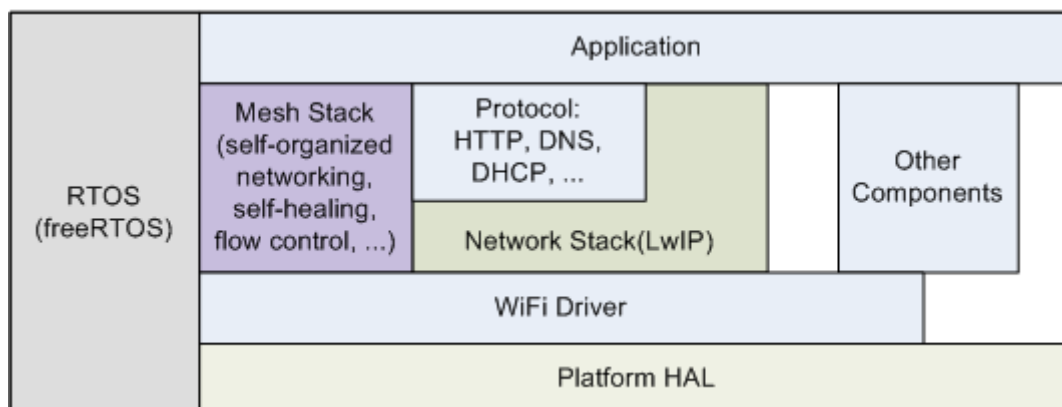 Application
RTOS
(freeRTOS)
Mesh Stack
(self-organized
networking,
self-healing,
flow control, ...)
Protocol:
HTTP, DNS,
DHCP, ...
Network Stack(LwIP)
Other
Components
WiFi Driver
Platform HAL